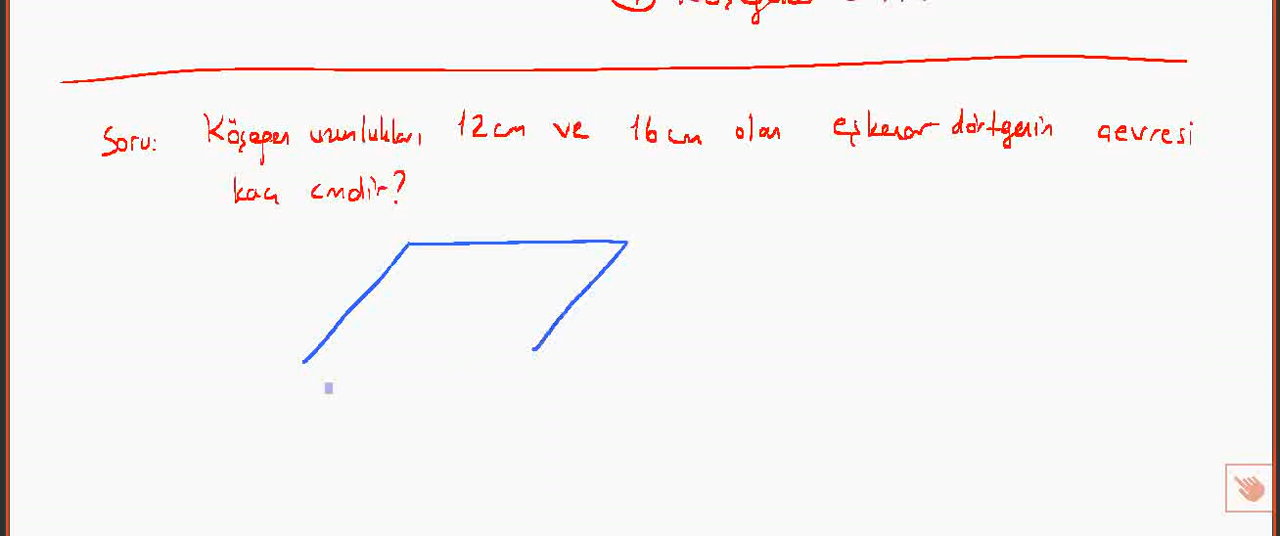 Soru: Köşegen uzunlukları 12cm ve 16cm olan eşkenar dörtgenin çevresi
kaç cmdir?